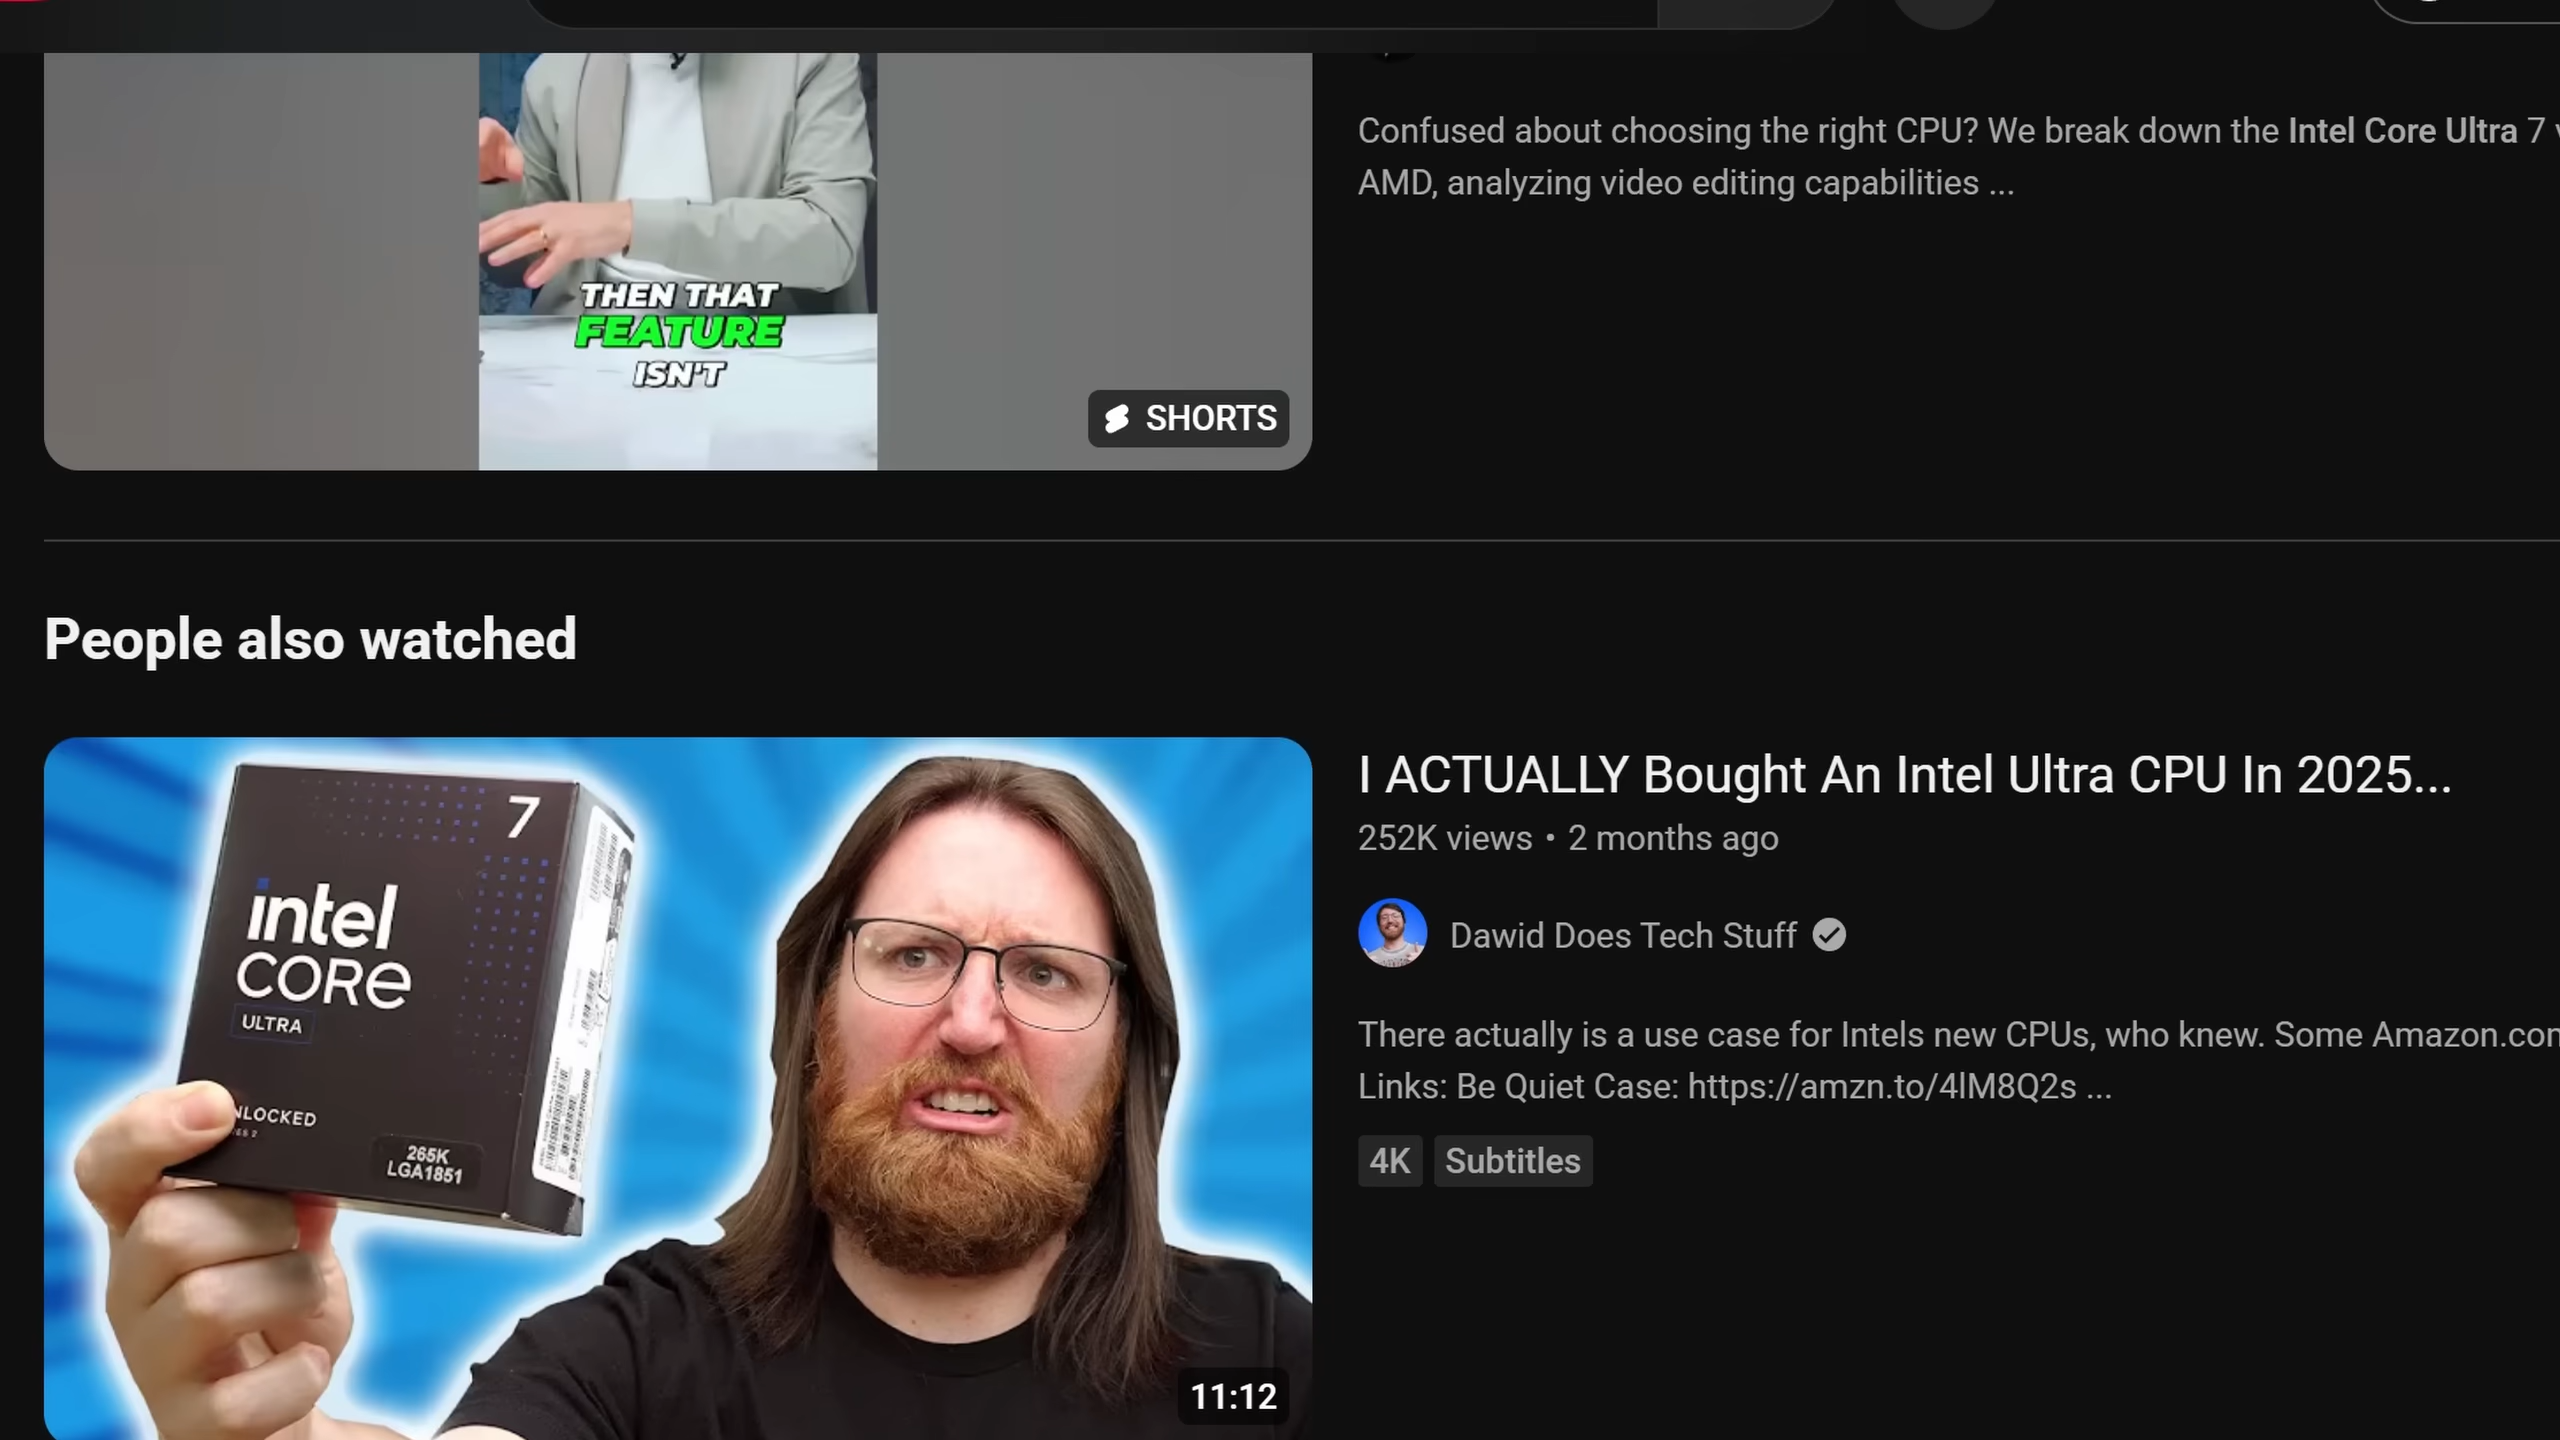 Confused about choosing the right CPU? We break down the Intel Core Ultra 7
AMD, analyzing video editing capabilities ...
THEN THAT
FEATURE
ISN'T
SHORTS
People also watched
7
intel
CORe
ULTRA
NLOCKED
265K
LGA1851
11:12
I ACTUALLY Bought An Intel Ultra CPU In 2025...
252K views • 2 months ago
Dawid Does Tech Stuff
There actually is a use case for Intels new CPUs, who knew. Some Amazon.com
Links: Be Quiet Case: https://amzn.to/4lM8Q2s ...
4K Subtitles